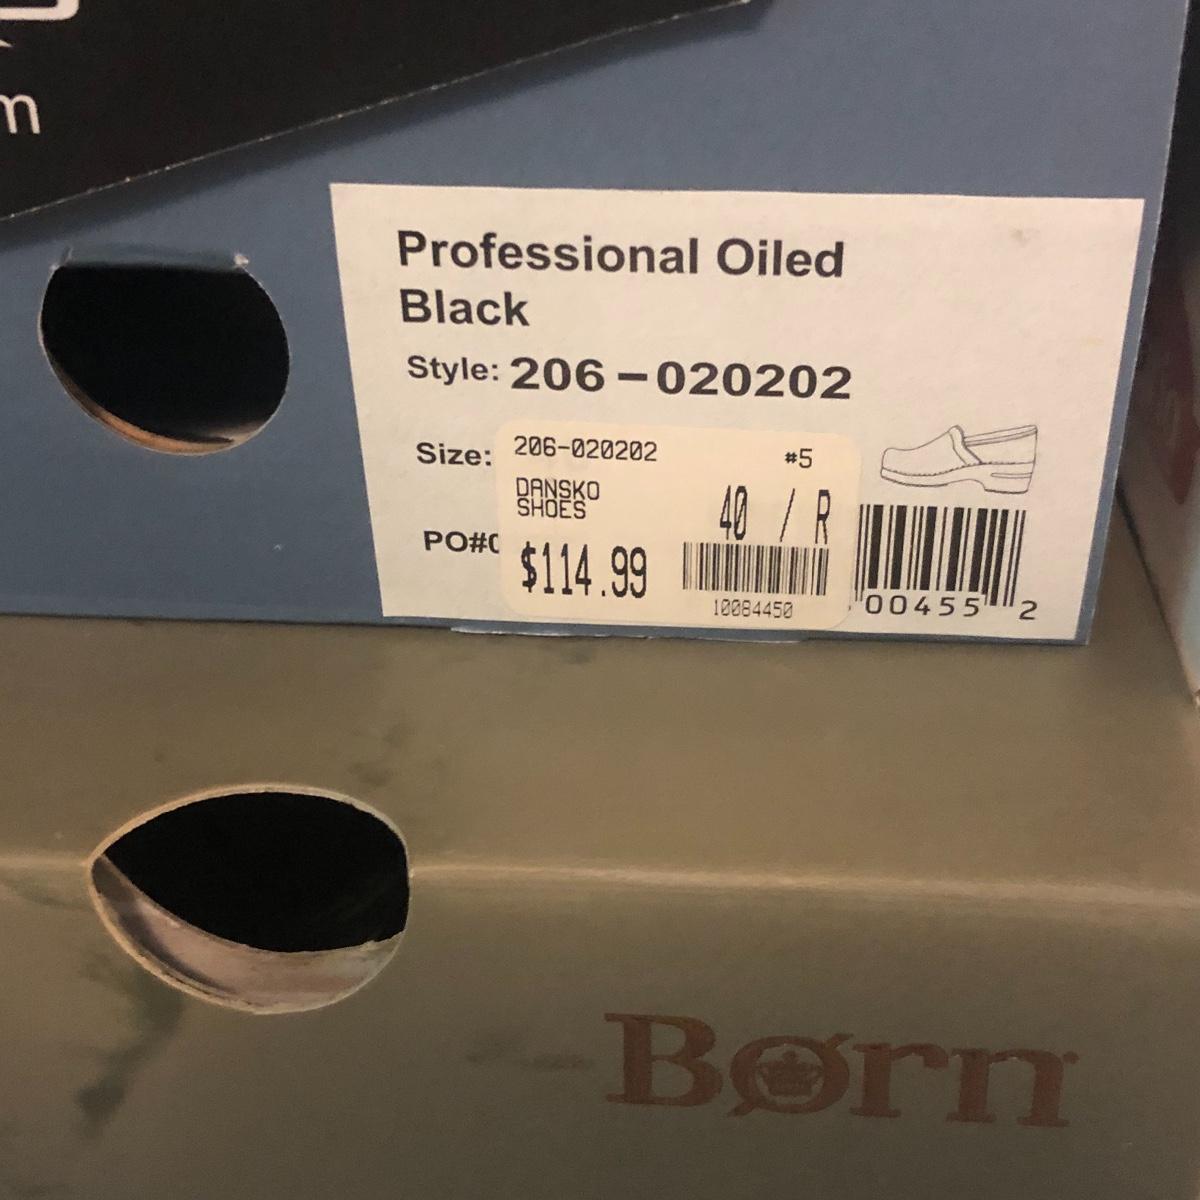 m
Professional Oiled
Black
Style: 206-020202
Size:
PO#
206-020202 #5
DANSKO
SHOES
40 / R
$114.99
10084450
00455 2
Børn